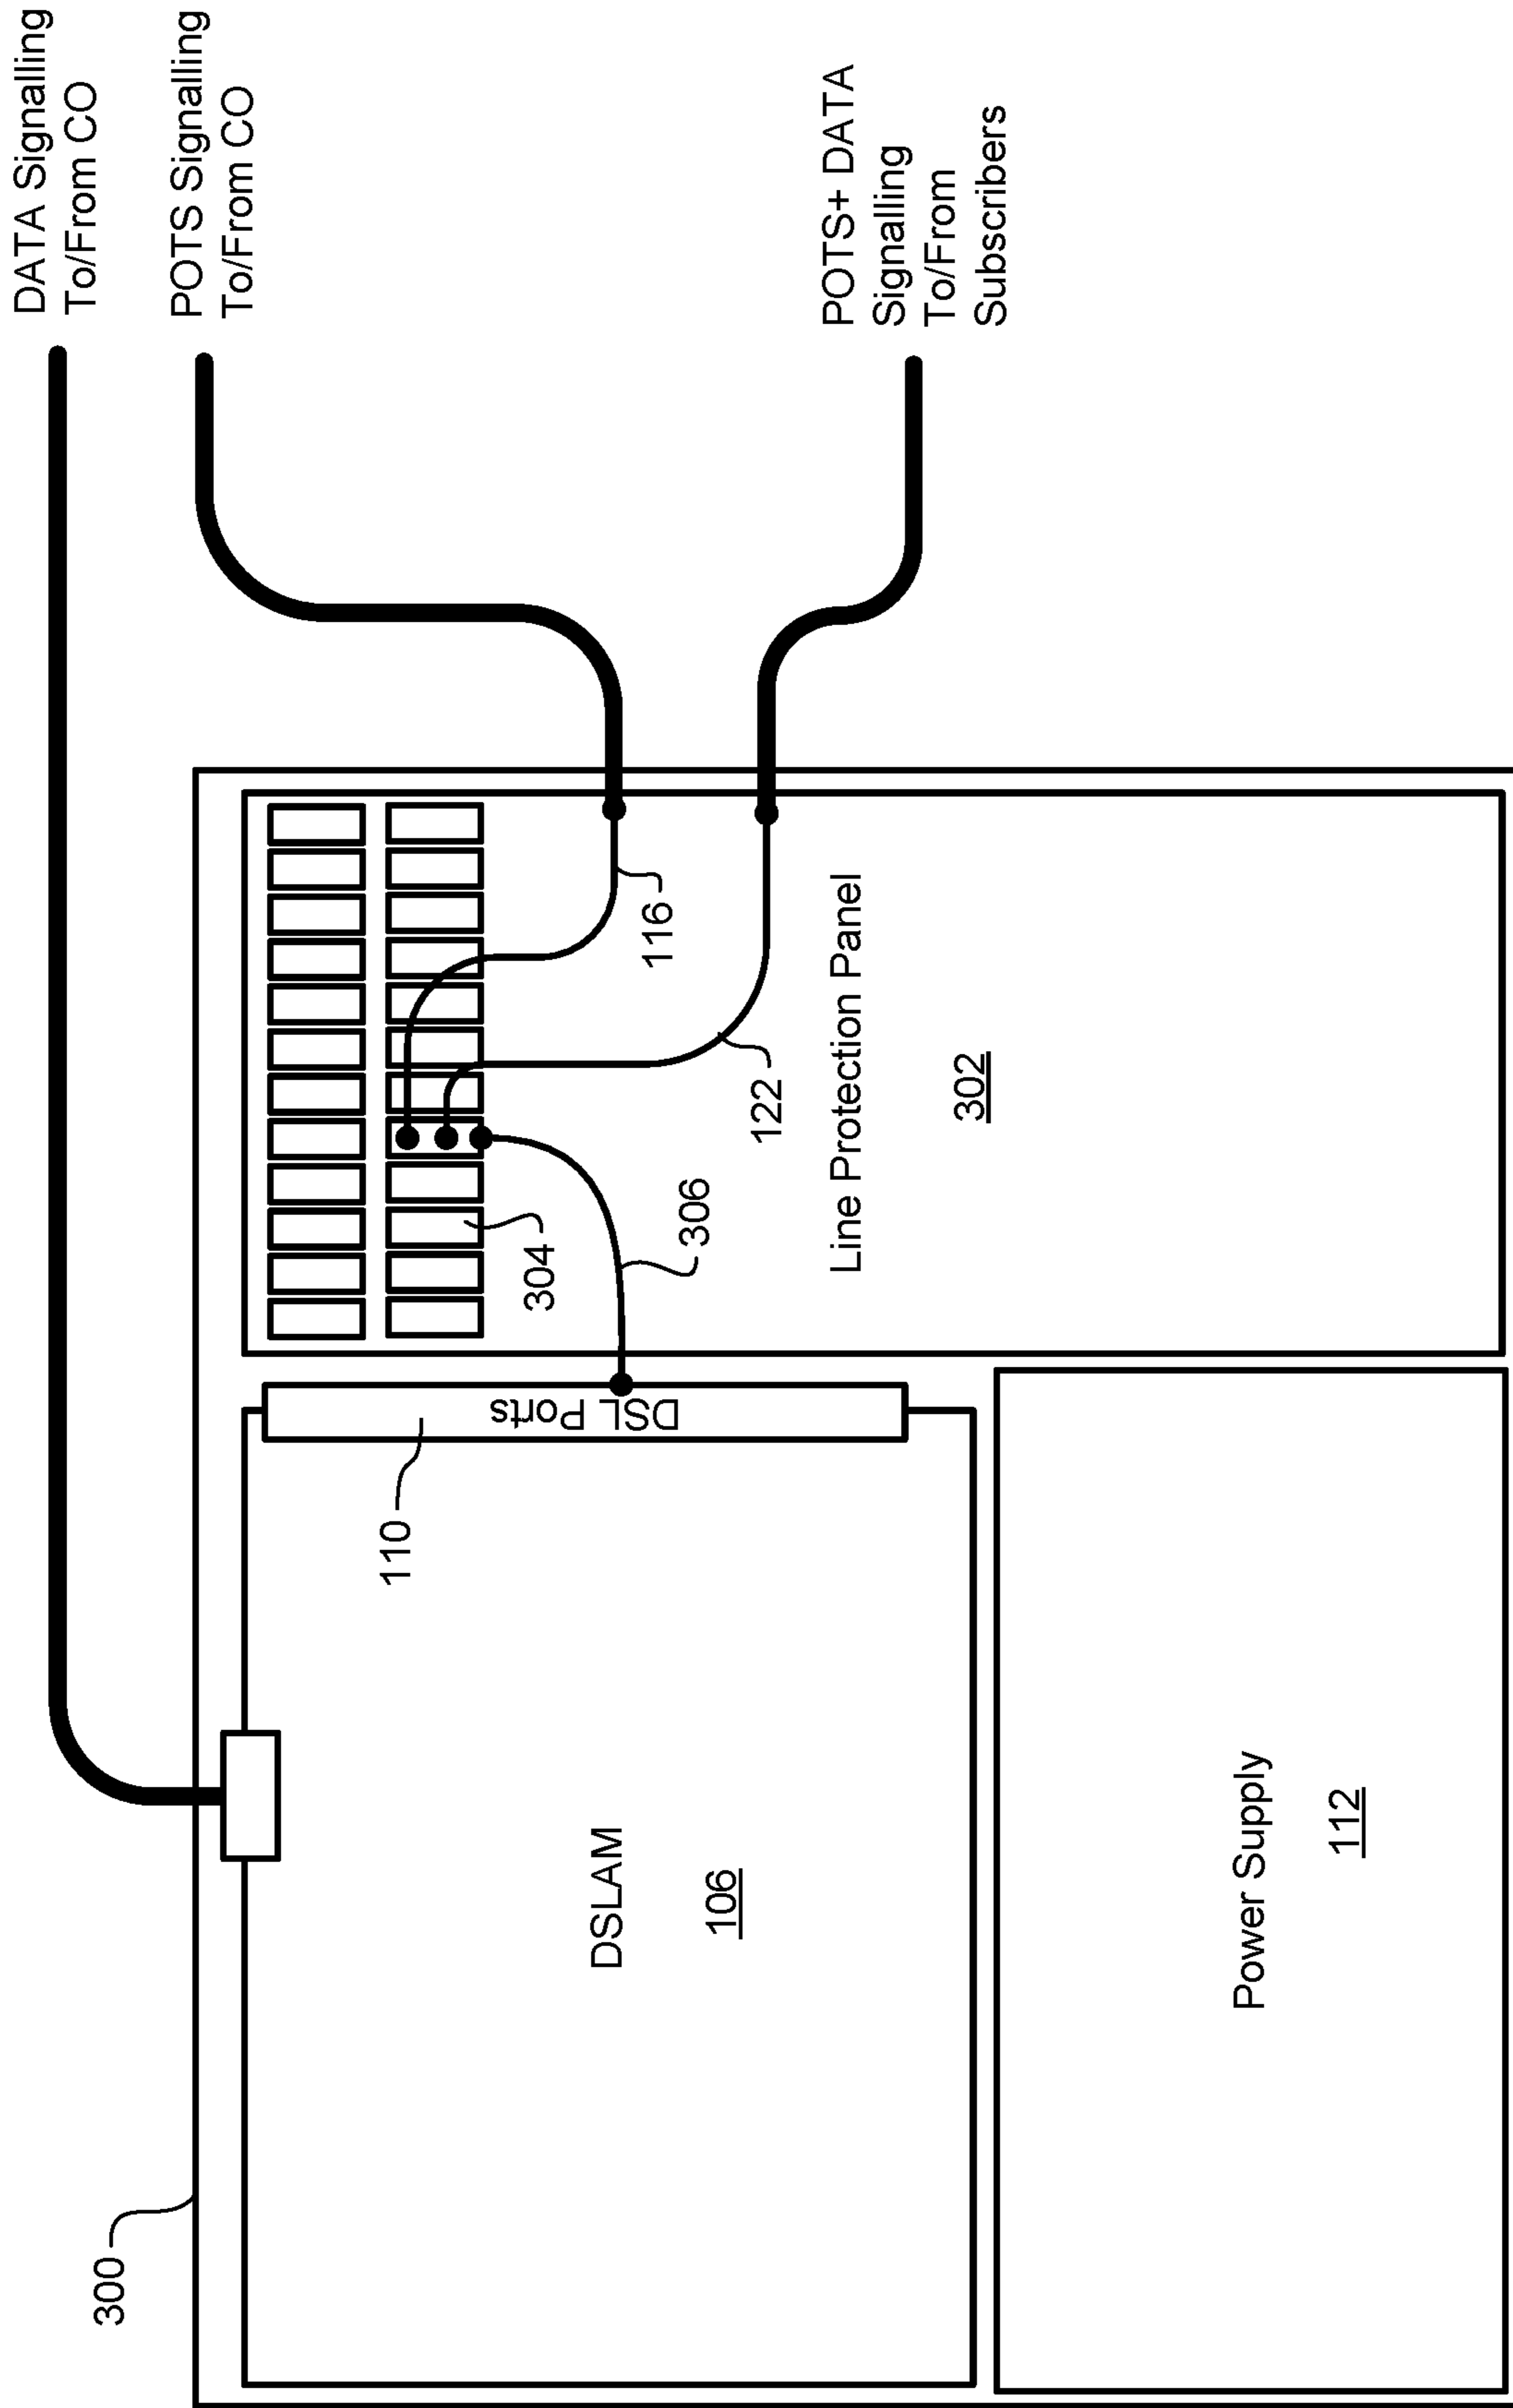 DATA Signalling
To/From CO
POTS Signalling
To/From CO
POTS+ DATA
Signalling
To/From
Subscribers
300
110
DSL Ports
DSLAM
106
304
306
116
122
Line Protection Panel
302
Power Supply
112